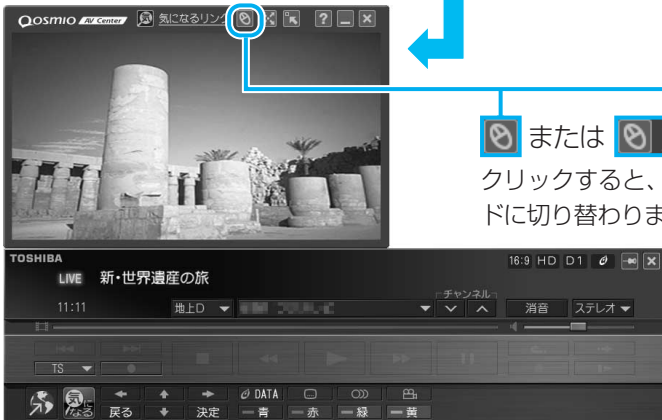 Qosmio AV Center 気になるリンク
または
クリックすると、
ドに切り替わりま
TOSHIBA
16:9 HD D1
LIVE 新・世界遺産の旅
チャンネル
11:11 地上D 消音 ステレオ
TS
気になる 戻る 決定 DATA 青 赤 緑 黄